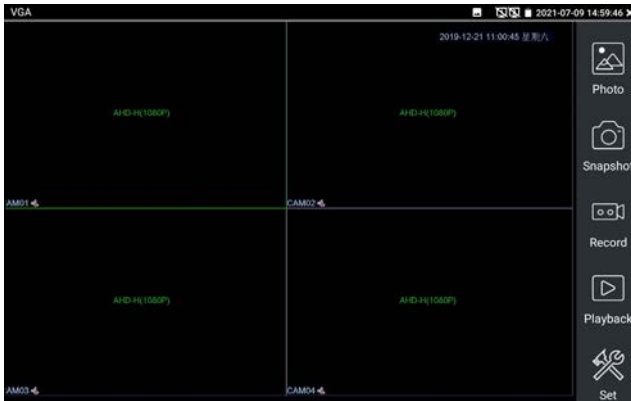 VGA
2021-07-09 14:59:46
2019-12-21 11:00:45 星期六
AHD-H(1080P)
AHD-H(1080P)
AM01
CAM02
AHD-H(1080P)
AHD-H(1080P)
AM03
CAM04
Photo
Snapshot
Record
Playback
Set